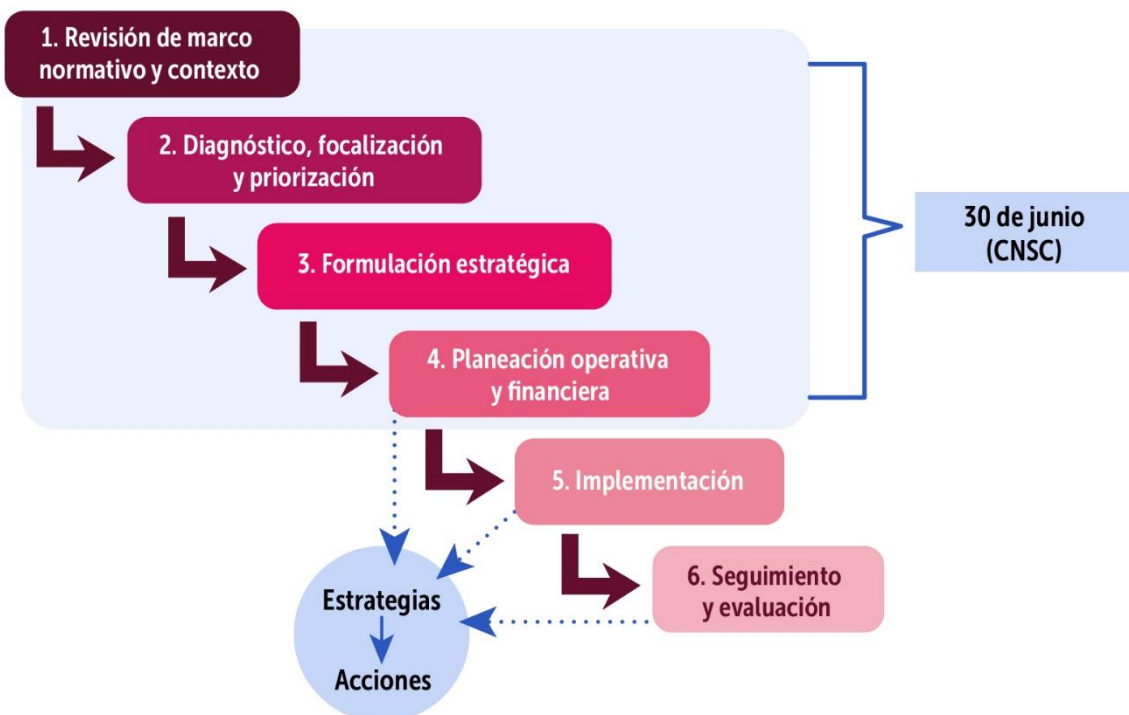 1. Revisión de marco
normativo y contexto
2. Diagnóstico, focalización
y priorización
3. Formulación estratégica
30 de junio
(CNSC)
4. Planeación operativa
y financiera
5. Implementación
6. Seguimiento
y evaluación
Estrategias
Acciones